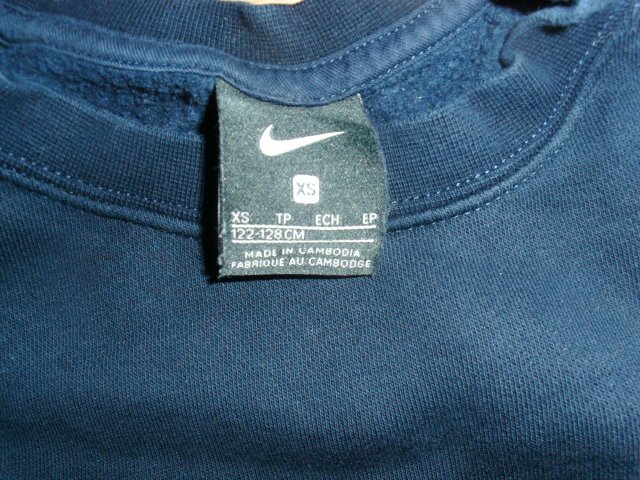 XS
XS TP ECH EP
122-128CM
MADE IN CAMBODIA
FABRIQUE AU CAMBODGE